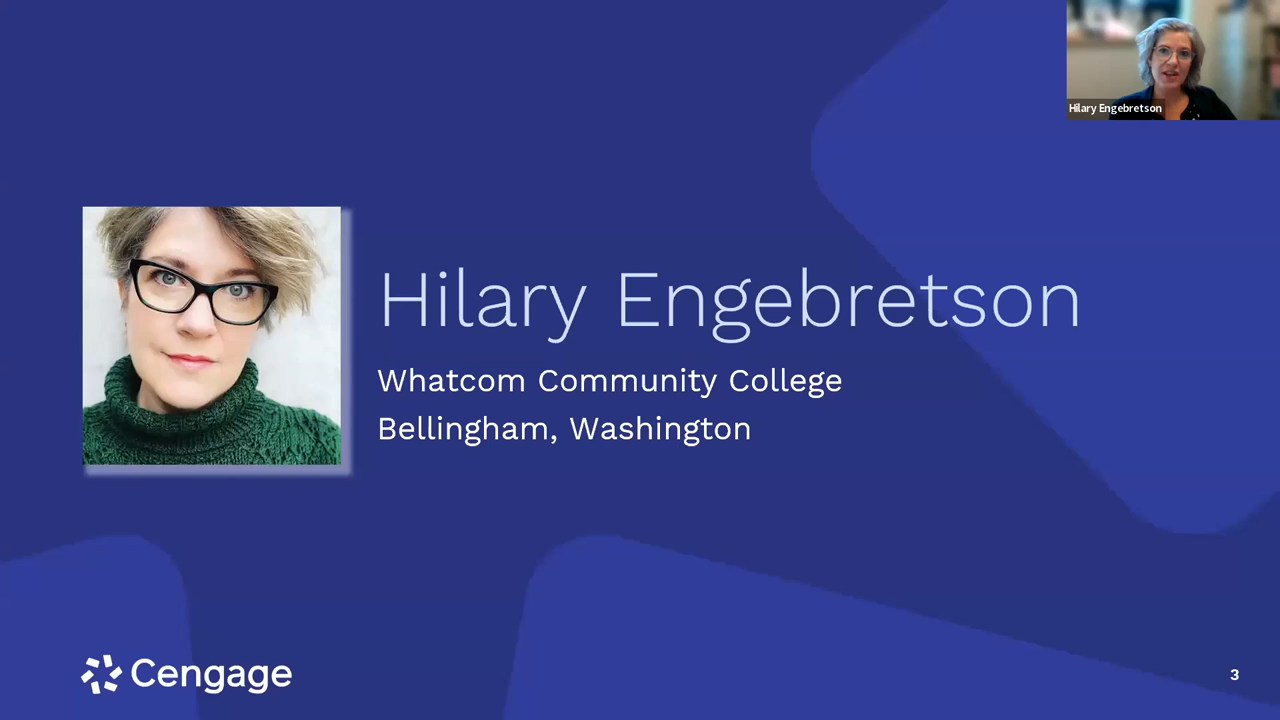 Hilary Engebretson
Hilary Engebretson
Whatcom Community College
Bellingham, Washington
Cengage
3